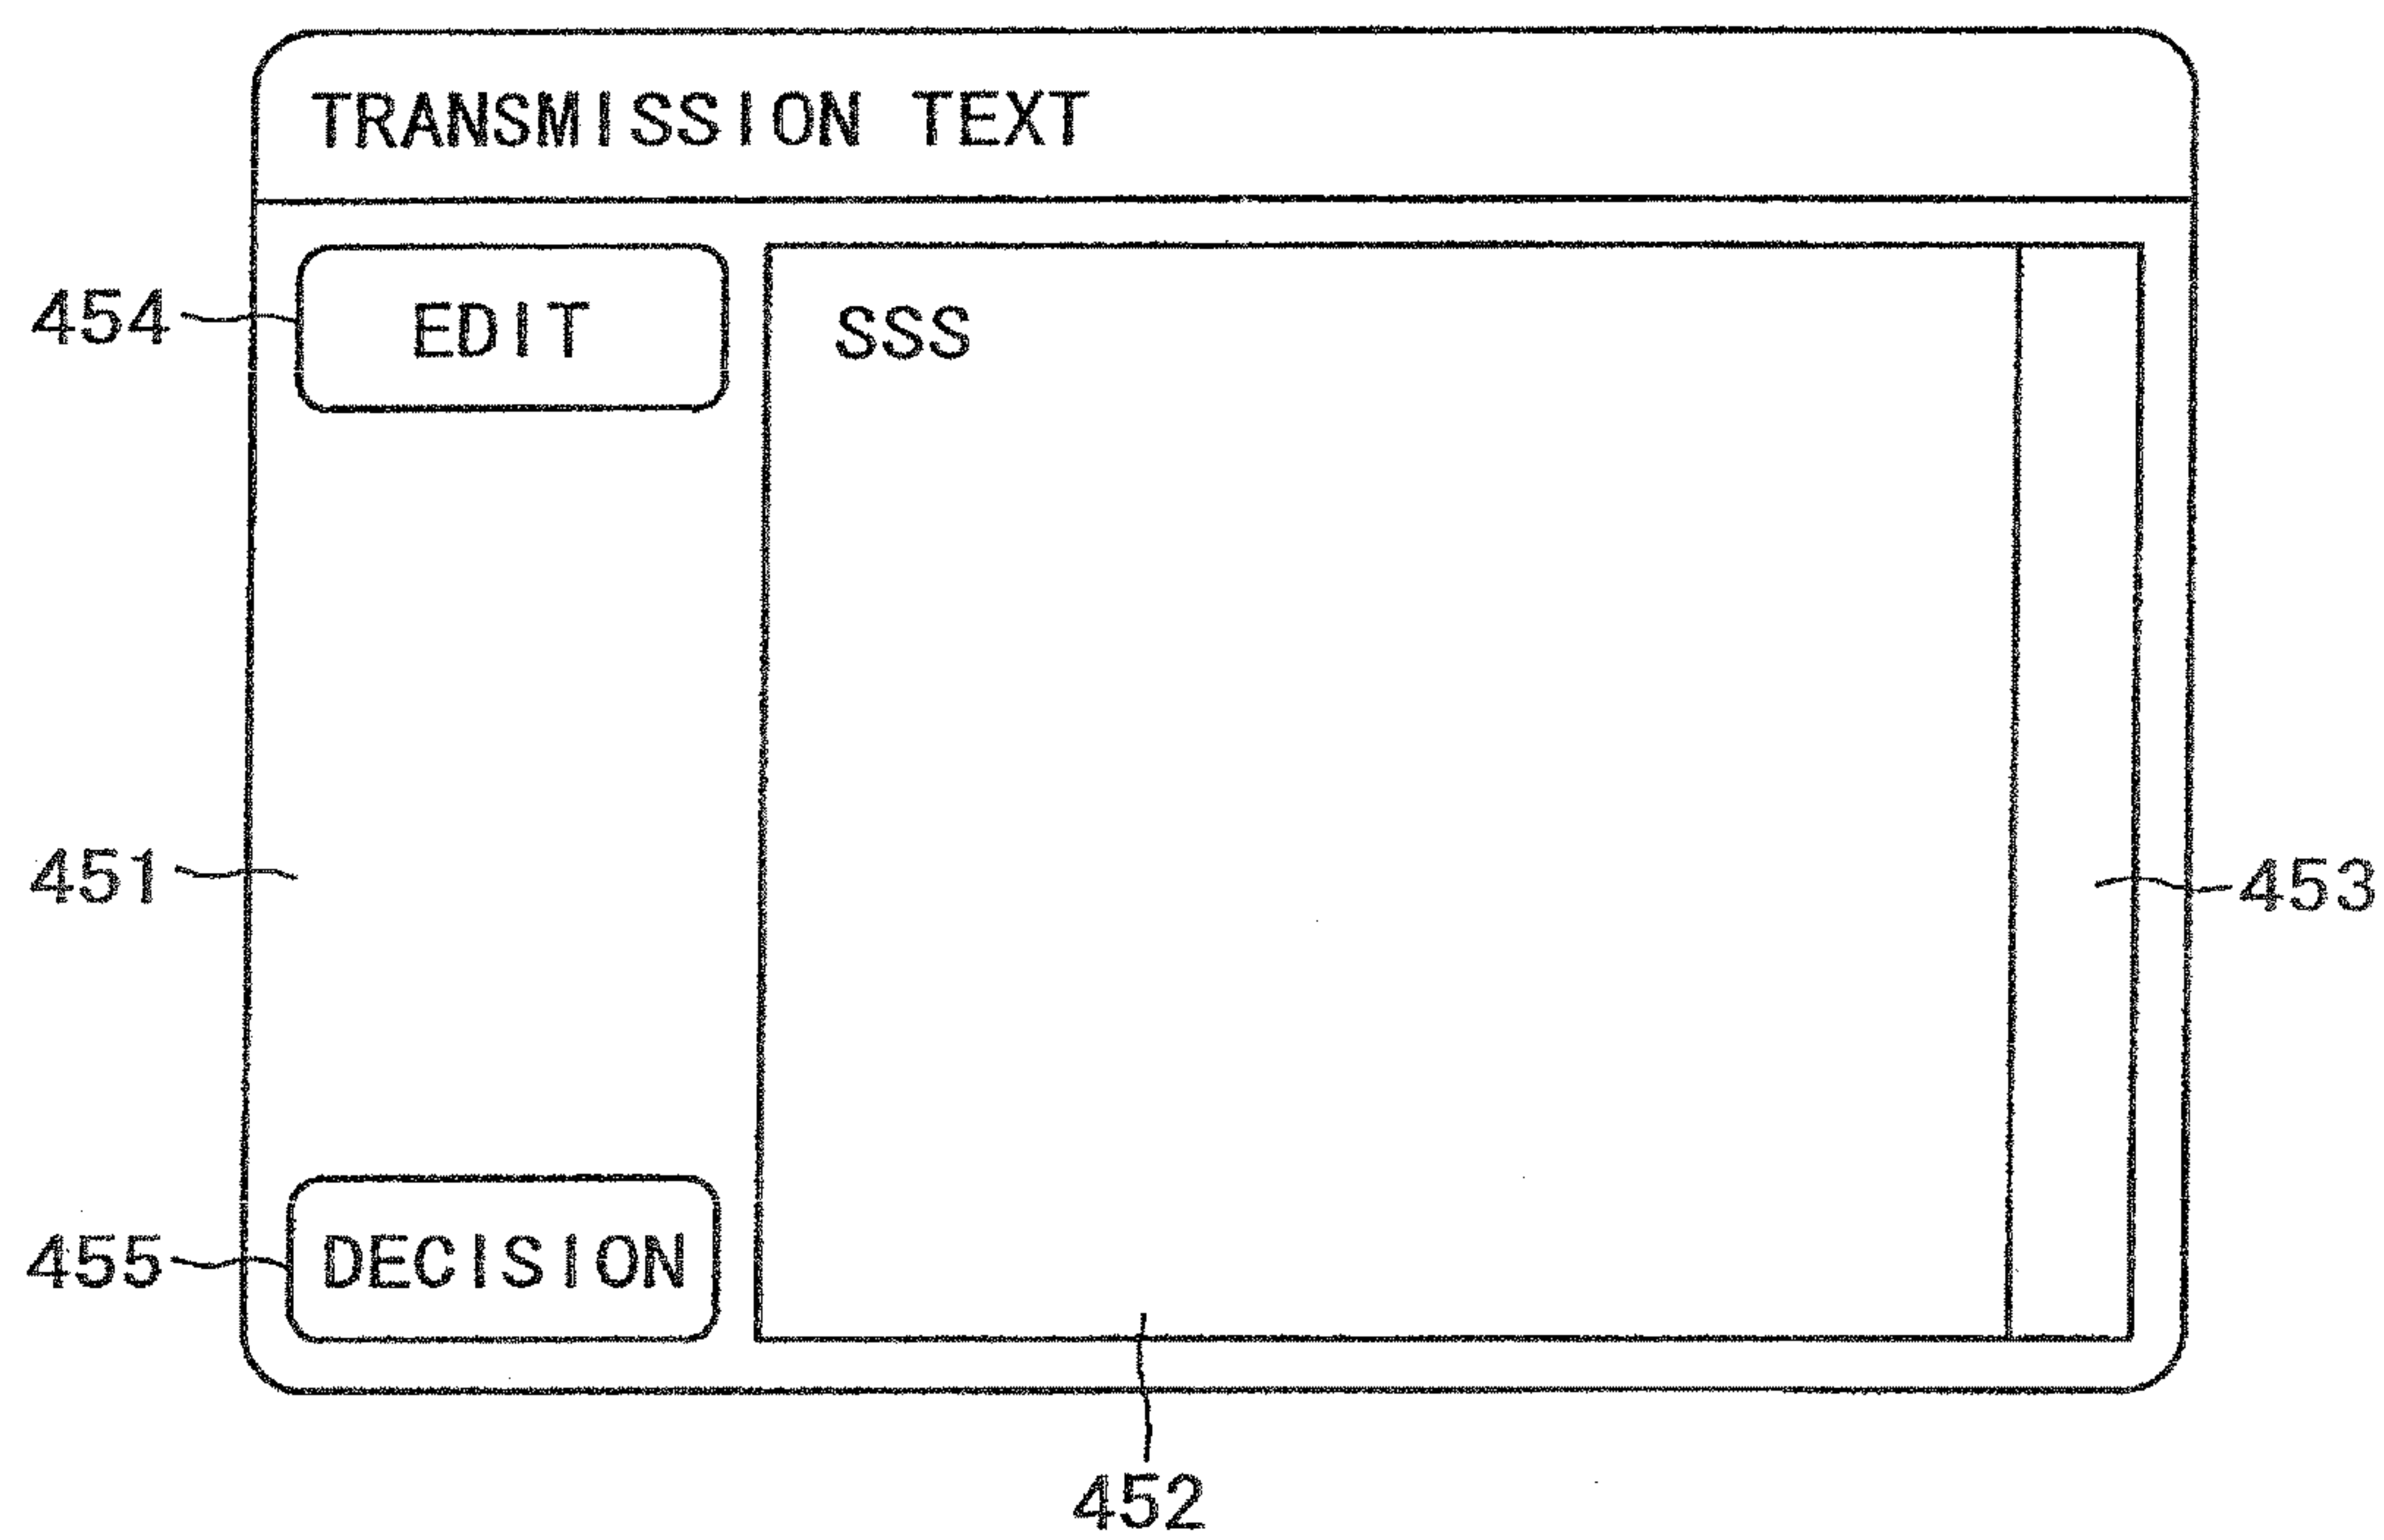 TRANSMISSION TEXT
454
EDIT
SSS
451
453
455
DECISION
452